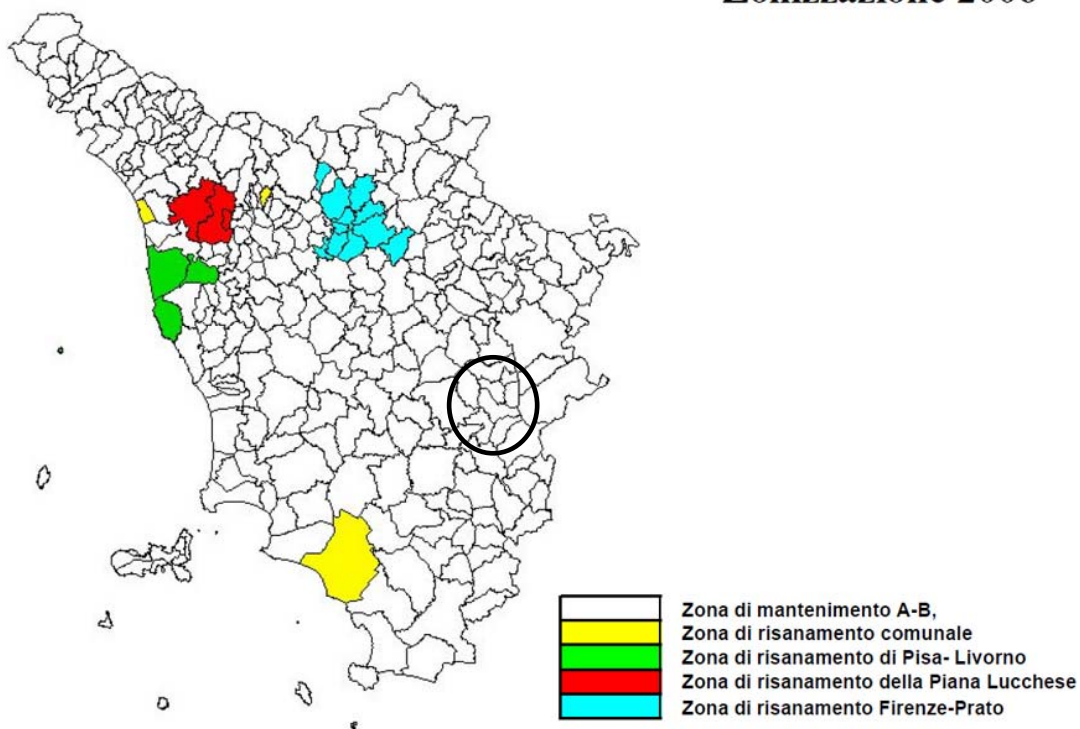 Zona di mantenimento A-B,
Zona di risanamento comunale
Zona di risanamento di Pisa- Livorno
Zona di risanamento della Piana Lucchese
Zona di risanamento Firenze-Prato